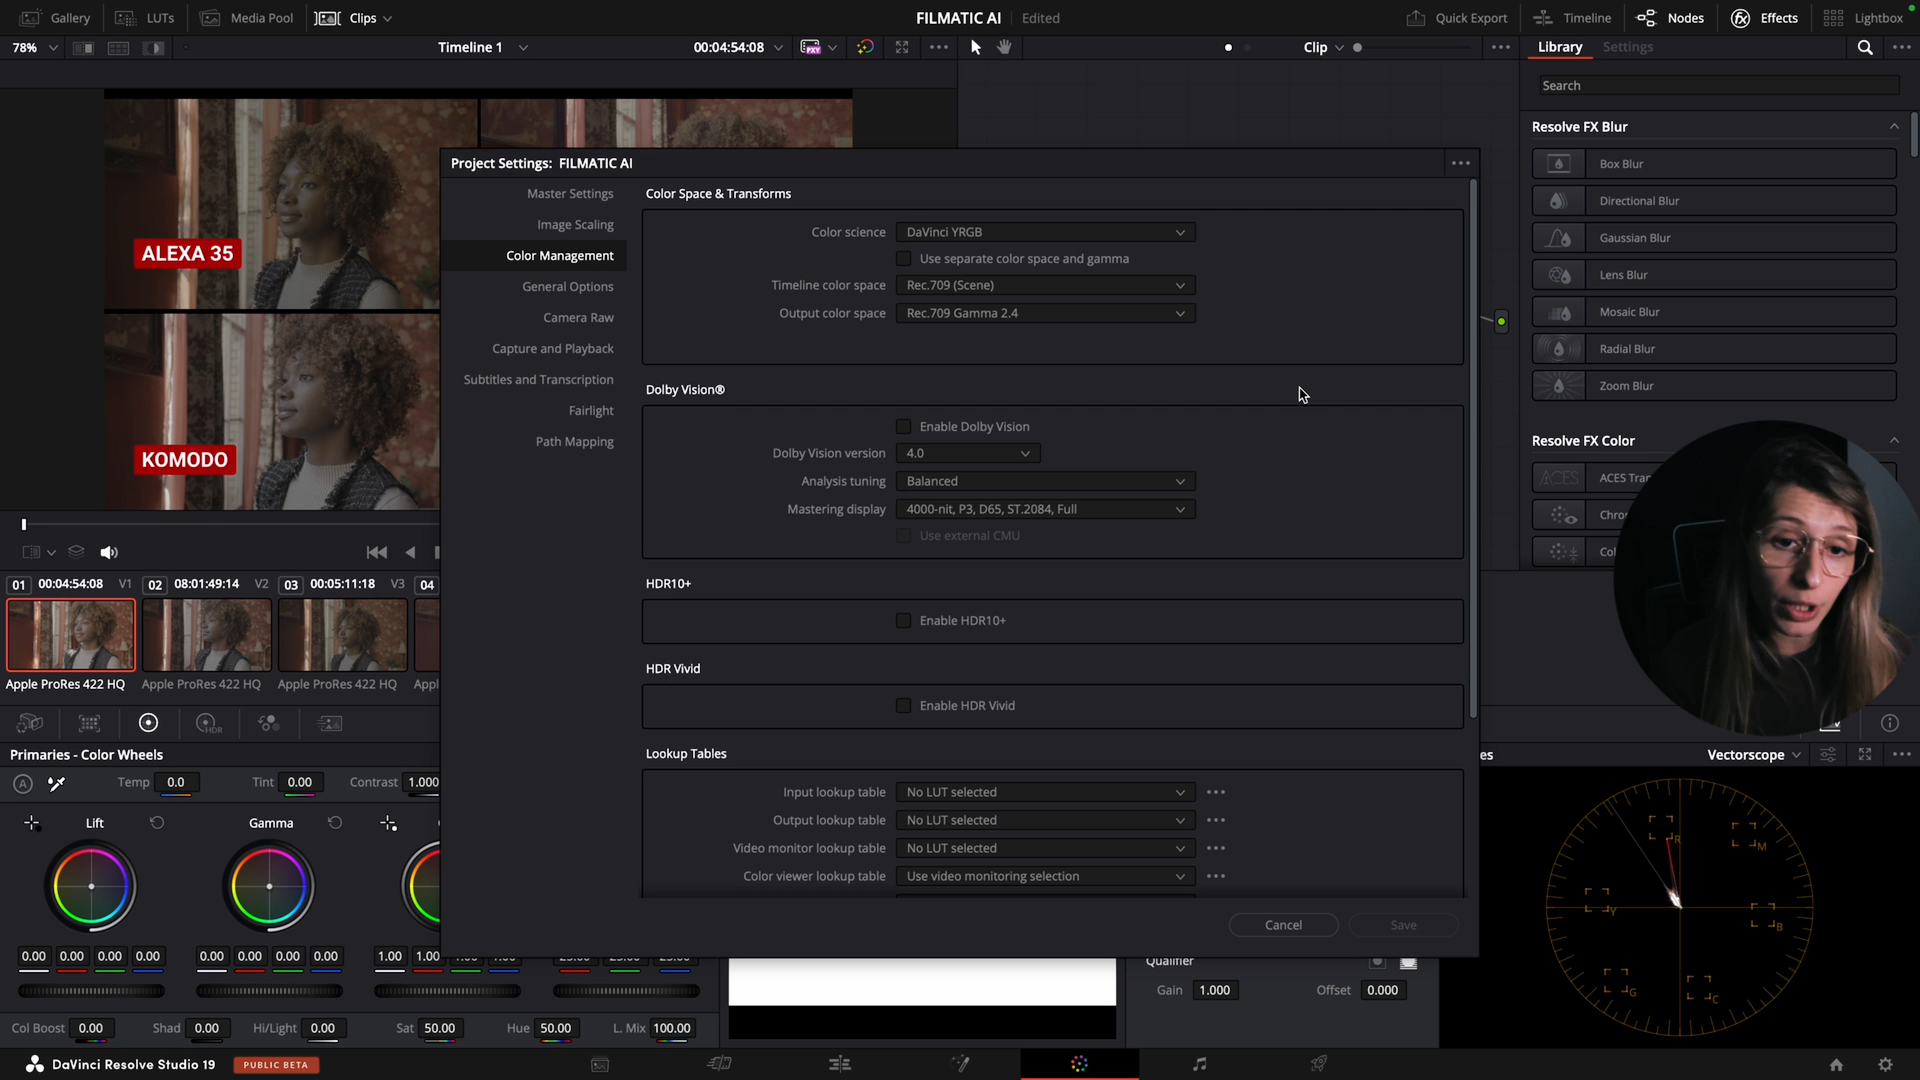 Gallery LUTs Media Pool Clips FILMATIC AI Edited Quick Export Timeline Nodes Effects Lightbox
78% Timeline 1 00:04:54:08 PXY Clip Library Settings
Search
Resolve FX Blur
Box Blur
Directional Blur
Gaussian Blur
Lens Blur
Mosaic Blur
Radial Blur
Zoom Blur
Resolve FX Color
ACES
ALEXA 35
KOMODO
Project Settings: FILMATIC AI
Master Settings
Image Scaling
Color Management
General Options
Camera Raw
Capture and Playback
Subtitles and Transcription
Fairlight
Path Mapping
Color Space & Transforms
Color science DaVinci YRGB
Use separate color space and gamma
Timeline color space Rec.709 (Scene)
Output color space Rec.709 Gamma 2.4
Dolby Vision®
Enable Dolby Vision
Dolby Vision version 4.0
Analysis tuning Balanced
Mastering display 4000-nit, P3, D65, ST.2084, Full
Use external CMU
HDR10+
Enable HDR10+
HDR Vivid
Enable HDR Vivid
Lookup Tables
Input lookup table No LUT selected
Output lookup table No LUT selected
Video monitor lookup table No LUT selected
Color viewer lookup table Use video monitoring selection
Cancel Save
01 00:04:54:08 V1 02 08:01:49:14 V2 03 00:05:11:18 V3 04
Apple ProRes 422 HQ Apple ProRes 422 HQ Apple ProRes 422 HQ Appl
HDR
Primaries - Color Wheels
A Temp 0.0 Tint 0.00 Contrast 1.000
Lift Gamma
0.00 0.00 0.00 0.00 0.00 0.00 0.00 0.00 1.00 1.00
Col Boost 0.00 Shad 0.00 Hi/Light 0.00 Sat 50.00 Hue 50.00 L. Mix 100.00
Qualifier
Gain 1.000 Offset 0.000
Vectorscope
R M Y B G C
DaVinci Resolve Studio 19 PUBLIC BETA